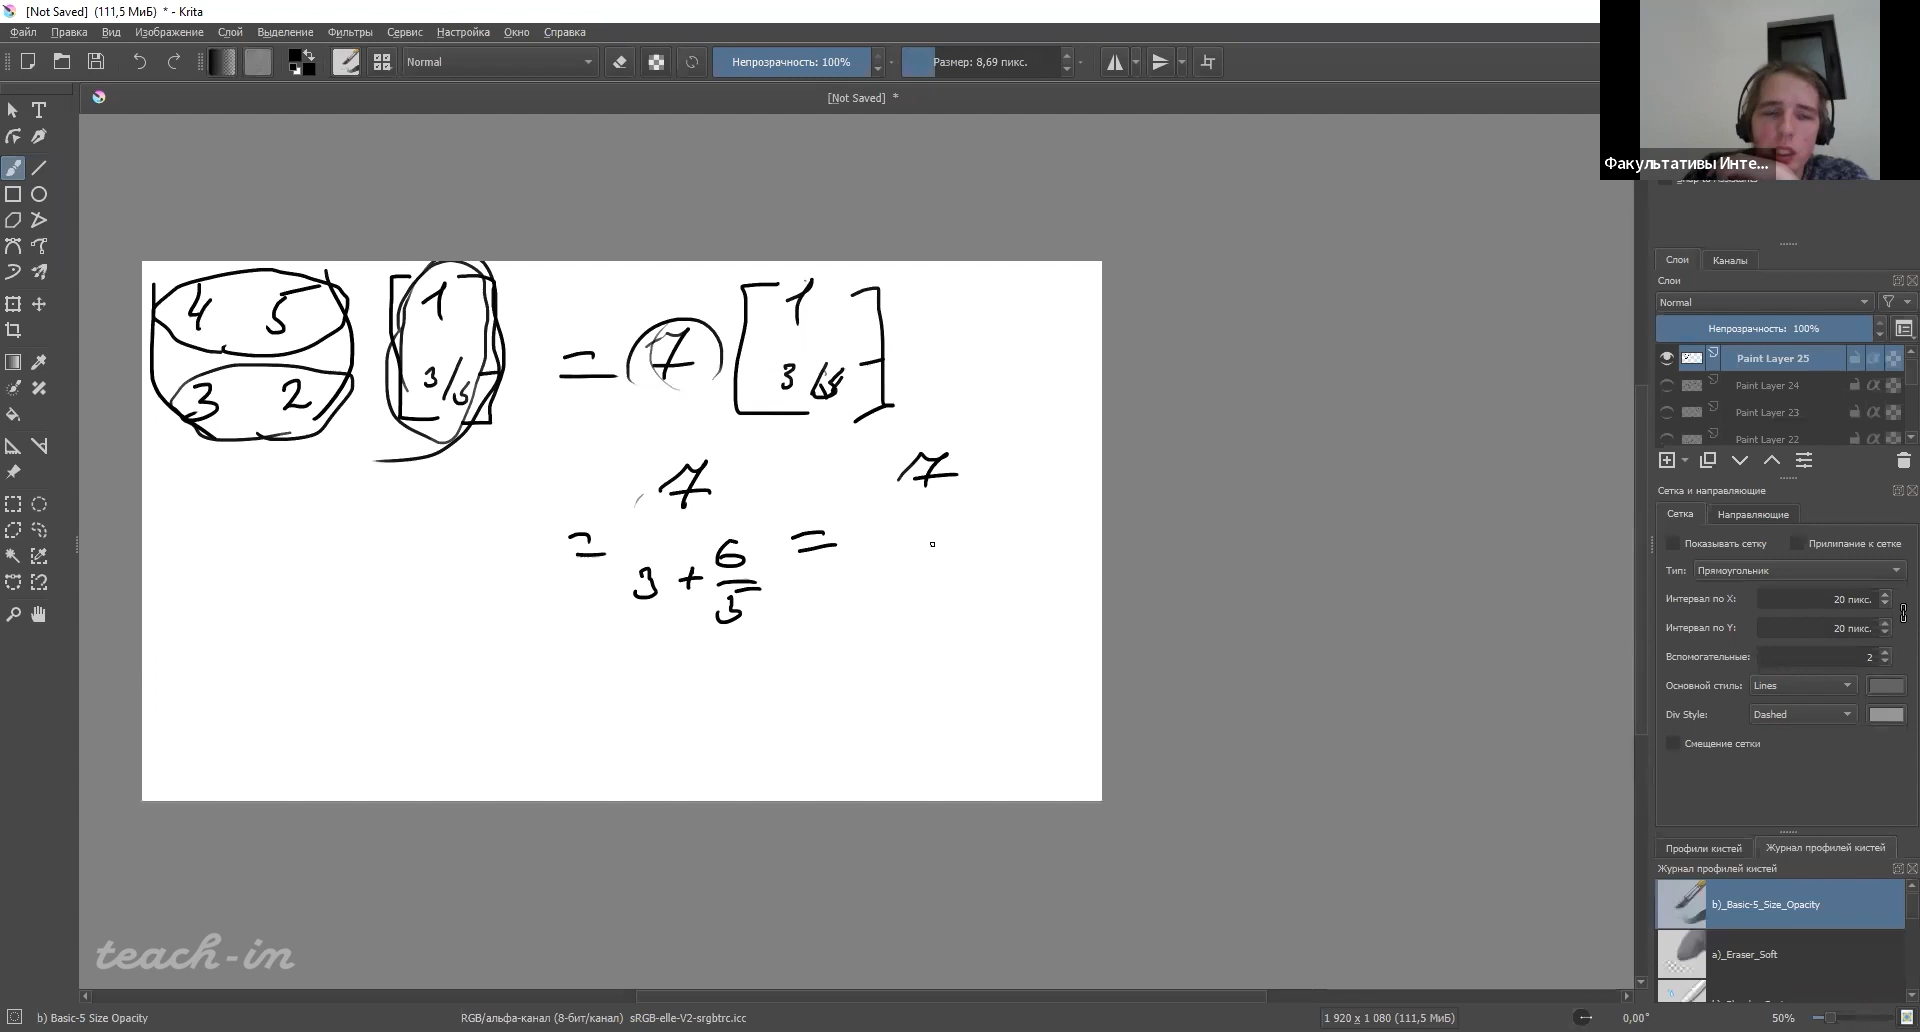 [Not Saved] (111,5 МиБ) * - Krita
Файл Правка Вид Изображение Слой Выделение Фильтры Сервис Настройка Окно Справка
Normal Непрозрачность: 100% Размер: 8,69 пикс.
[Not Saved] *
Факультативы Инте...
Слои Каналы
Слои
Normal
Непрозрачность: 100%
Paint Layer 25
Paint Layer 24
Paint Layer 23
Paint Layer 22
4 5 1 = 7 1
3 2 3/5 3/5
7 7
= 3 + 6/5 =
Сетка и направляющие
Сетка Направляющие
Показывать сетку Прилипание к сетке
Тип: Прямоугольник
Интервал по X: 20 пикс.
Интервал по Y: 20 пикс.
Вспомогательные: 2
Основной стиль: Lines
Div Style: Dashed
Смещение сетки
Профили кистей Журнал профилей кистей
Журнал профилей кистей
b)_Basic-5_Size_Opacity
a)_Eraser_Soft
teach-in
b) Basic-5 Size Opacity RGB/альфа-канал (8-бит/канал) sRGB-elle-V2-srgbtrc.icc 1 920 x 1 080 (111,5 МиБ) 0,00° 50%